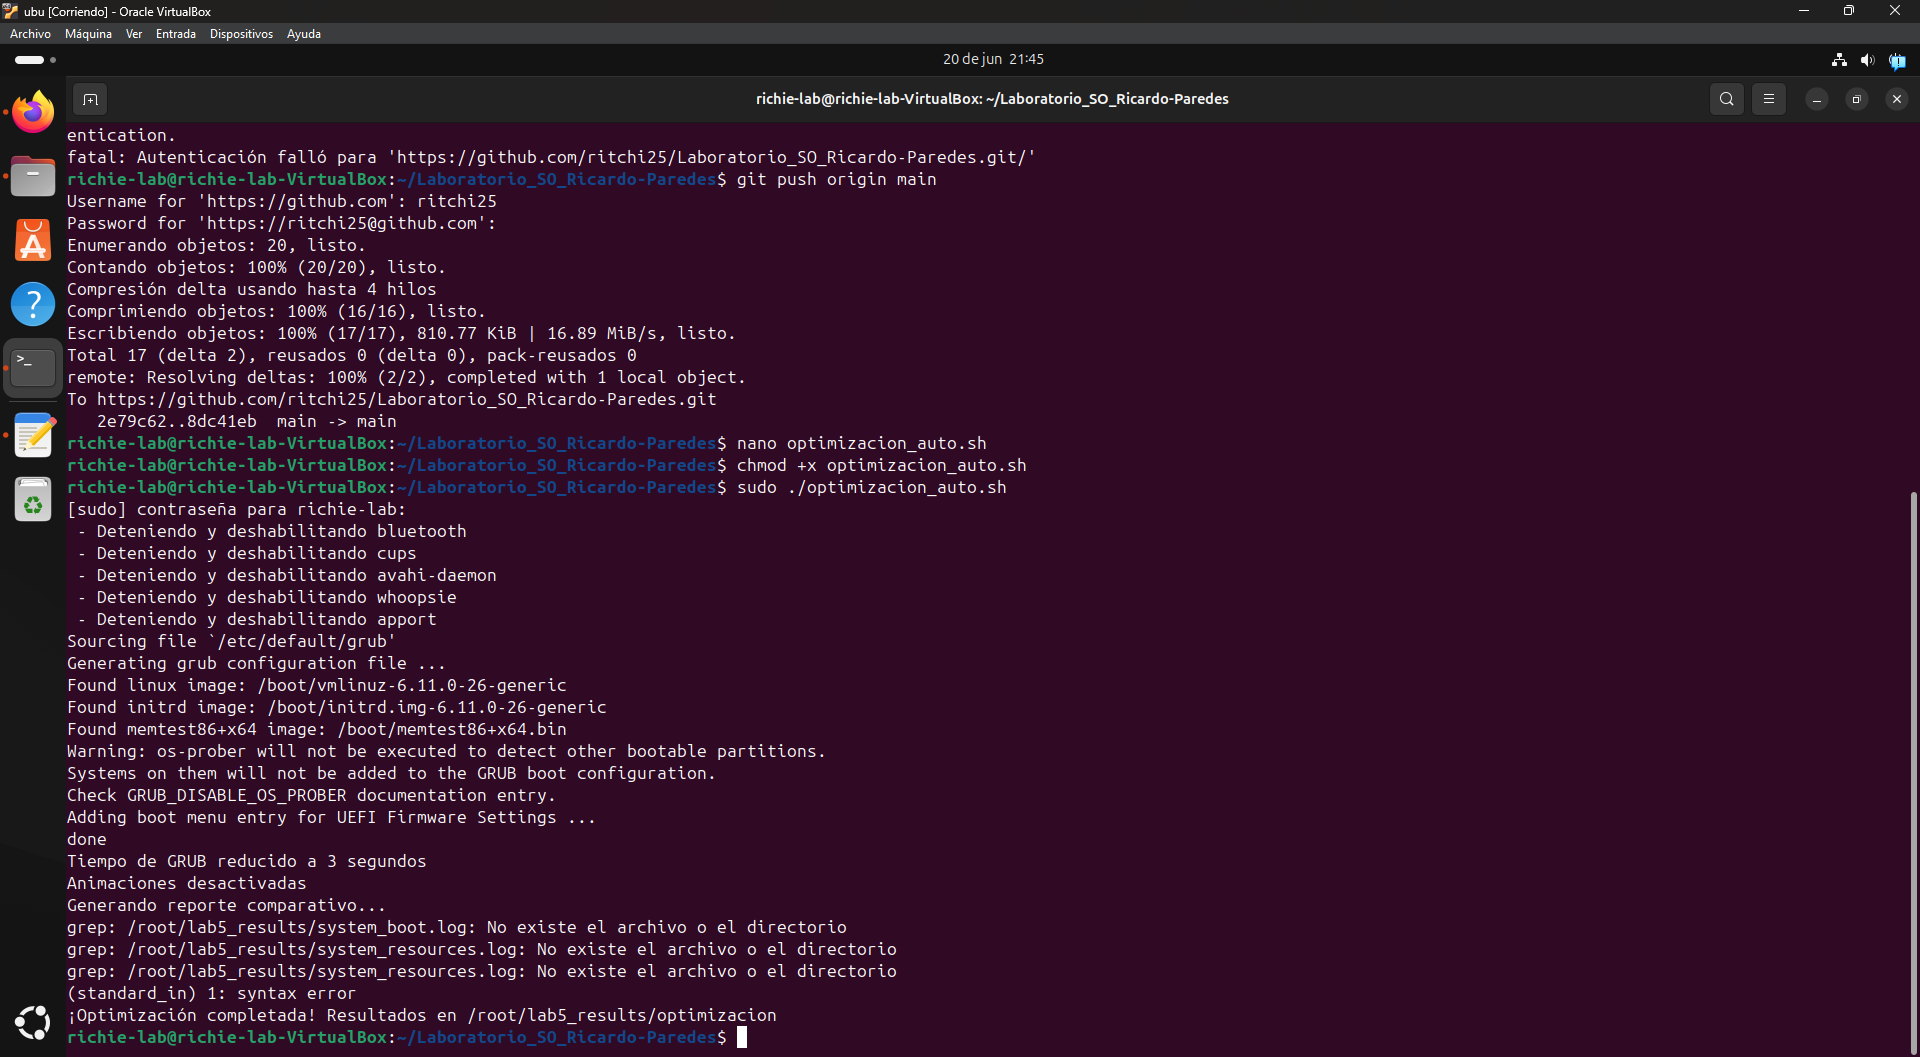 ubu [Corriendo] - Oracle VirtualBox
Archivo Máquina Ver Entrada Dispositivos Ayuda
20 de jun 21:45
richie-lab@richie-lab-VirtualBox: ~/Laboratorio_SO_Ricardo-Paredes
entication.
fatal: Autenticación falló para 'https://github.com/ritchi25/Laboratorio_SO_Ricardo-Paredes.git/'
richie-lab@richie-lab-VirtualBox:~/Laboratorio_SO_Ricardo-Paredes$ git push origin main
Username for 'https://github.com': ritchi25
Password for 'https://ritchi25@github.com':
Enumerando objetos: 20, listo.
Contando objetos: 100% (20/20), listo.
Compresión delta usando hasta 4 hilos
Comprimiendo objetos: 100% (16/16), listo.
Escribiendo objetos: 100% (17/17), 810.77 KiB | 16.89 MiB/s, listo.
Total 17 (delta 2), reusados 0 (delta 0), pack-reusados 0
remote: Resolving deltas: 100% (2/2), completed with 1 local object.
To https://github.com/ritchi25/Laboratorio_SO_Ricardo-Paredes.git
   2e79c62..8dc41eb  main -> main
richie-lab@richie-lab-VirtualBox:~/Laboratorio_SO_Ricardo-Paredes$ nano optimizacion_auto.sh
richie-lab@richie-lab-VirtualBox:~/Laboratorio_SO_Ricardo-Paredes$ chmod +x optimizacion_auto.sh
richie-lab@richie-lab-VirtualBox:~/Laboratorio_SO_Ricardo-Paredes$ sudo ./optimizacion_auto.sh
[sudo] contraseña para richie-lab:
 - Deteniendo y deshabilitando bluetooth
 - Deteniendo y deshabilitando cups
 - Deteniendo y deshabilitando avahi-daemon
 - Deteniendo y deshabilitando whoopsie
 - Deteniendo y deshabilitando apport
Sourcing file `/etc/default/grub'
Generating grub configuration file ...
Found linux image: /boot/vmlinuz-6.11.0-26-generic
Found initrd image: /boot/initrd.img-6.11.0-26-generic
Found memtest86+x64 image: /boot/memtest86+x64.bin
Warning: os-prober will not be executed to detect other bootable partitions.
Systems on them will not be added to the GRUB boot configuration.
Check GRUB_DISABLE_OS_PROBER documentation entry.
Adding boot menu entry for UEFI Firmware Settings ...
done
Tiempo de GRUB reducido a 3 segundos
Animaciones desactivadas
Generando reporte comparativo...
grep: /root/lab5_results/system_boot.log: No existe el archivo o el directorio
grep: /root/lab5_results/system_resources.log: No existe el archivo o el directorio
grep: /root/lab5_results/system_resources.log: No existe el archivo o el directorio
(standard_in) 1: syntax error
¡Optimización completada! Resultados en /root/lab5_results/optimizacion
richie-lab@richie-lab-VirtualBox:~/Laboratorio_SO_Ricardo-Paredes$